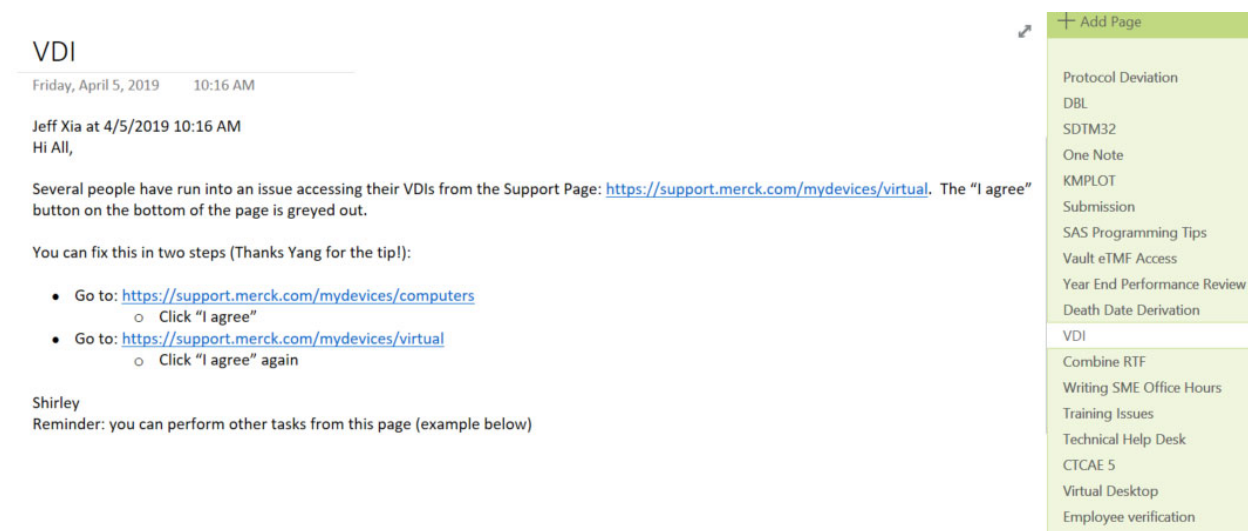 VDI
Friday, April 5, 2019 10:16 AM
Jeff Xia at 4/5/2019 10:16 AM
Hi All,
Several people have run into an issue accessing their VDIs from the Support Page: https://support.merck.com/mydevices/virtual. The “I agree”
button on the bottom of the page is greyed out.
You can fix this in two steps (Thanks Yang for the tip!):
• Go to: https://support.merck.com/mydevices/computers
o Click “I agree”
• Go to: https://support.merck.com/mydevices/virtual
o Click “I agree” again
Shirley
Reminder: you can perform other tasks from this page (example below)
+ Add Page
Protocol Deviation
DBL
SDTM32
One Note
KMPLOT
Submission
SAS Programming Tips
Vault eTMF Access
Year End Performance Review
Death Date Derivation
VDI
Combine RTF
Writing SME Office Hours
Training Issues
Technical Help Desk
CTCAE 5
Virtual Desktop
Employee verification